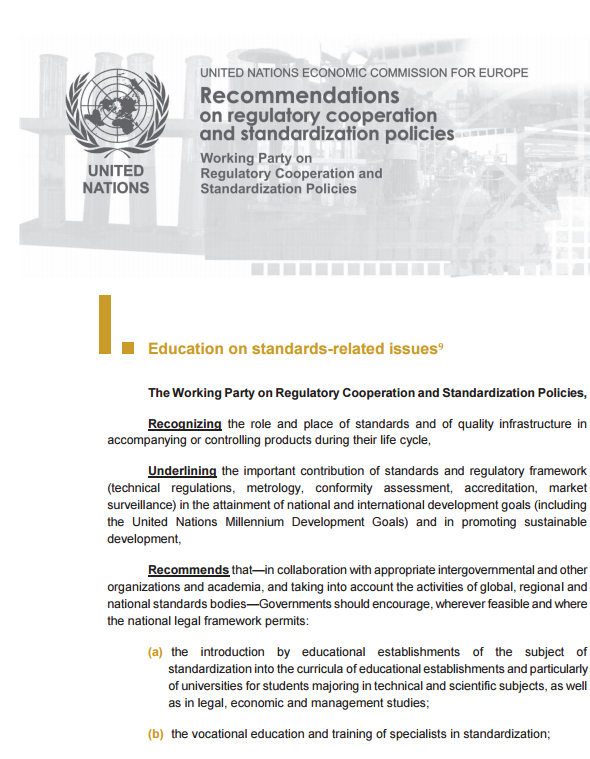 UNITED NATIONS ECONOMIC COMMISSION FOR EUROPE
Recommendations
on regulatory cooperation
and standardization policies
Working Party on
Regulatory Cooperation and
Standardization Policies
UNITED
NATIONS
I. Education on standards-related issues⁹
The Working Party on Regulatory Cooperation and Standardization Policies,
Recognizing the role and place of standards and of quality infrastructure in
accompanying or controlling products during their life cycle,
Underlining the important contribution of standards and regulatory framework
(technical regulations, metrology, conformity assessment, accreditation, market
surveillance) in the attainment of national and international development goals (including
the United Nations Millennium Development Goals) and in promoting sustainable
development,
Recommends that—in collaboration with appropriate intergovernmental and other
organizations and academia, and taking into account the activities of global, regional and
national standards bodies—Governments should encourage, wherever feasible and where
the national legal framework permits:
(a) the introduction by educational establishments of the subject of
standardization into the curricula of educational establishments and particularly
of universities for students majoring in technical and scientific subjects, as well
as in legal, economic and management studies;
(b) the vocational education and training of specialists in standardization;